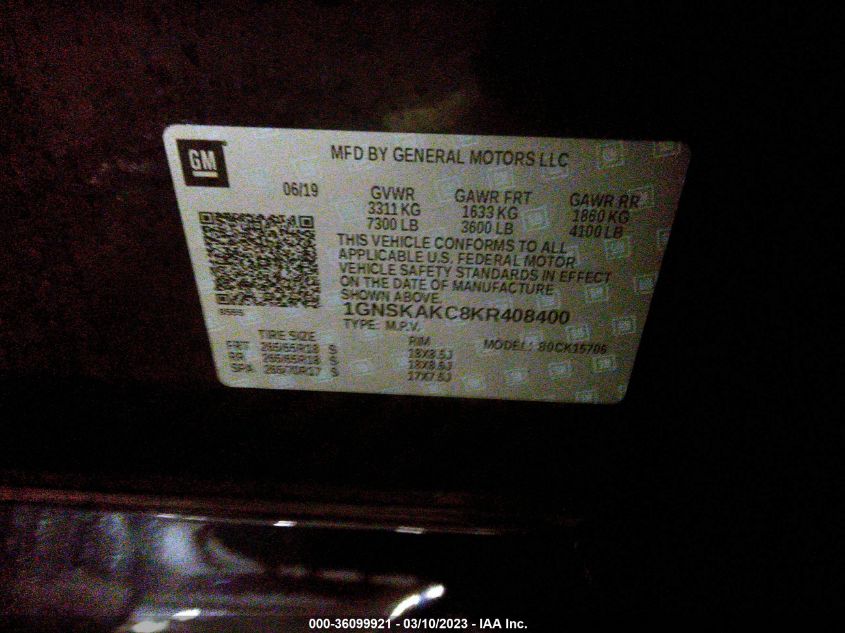 GM
MFD BY GENERAL MOTORS LLC
06/19 GVWR GAWR FRT GAWR RR
3311 KG 1633 KG 1860 KG
7300 LB 3600 LB 4100 LB
THIS VEHICLE CONFORMS TO ALL
APPLICABLE U.S. FEDERAL MOTOR
VEHICLE SAFETY STANDARDS IN EFFECT
ON THE DATE OF MANUFACTURE
SHOWN ABOVE.
1GNSKAKC8KR408400
TYPE: M.P.V.
TIRE SIZE RIM MODEL: 80CK15706
FRT 265/65R18 S 18X8.5J
RR 265/65R18 S 18X8.5J
SPA 265/70R17 S 17X7.5J
000-36099921 - 03/10/2023 - IAA Inc.